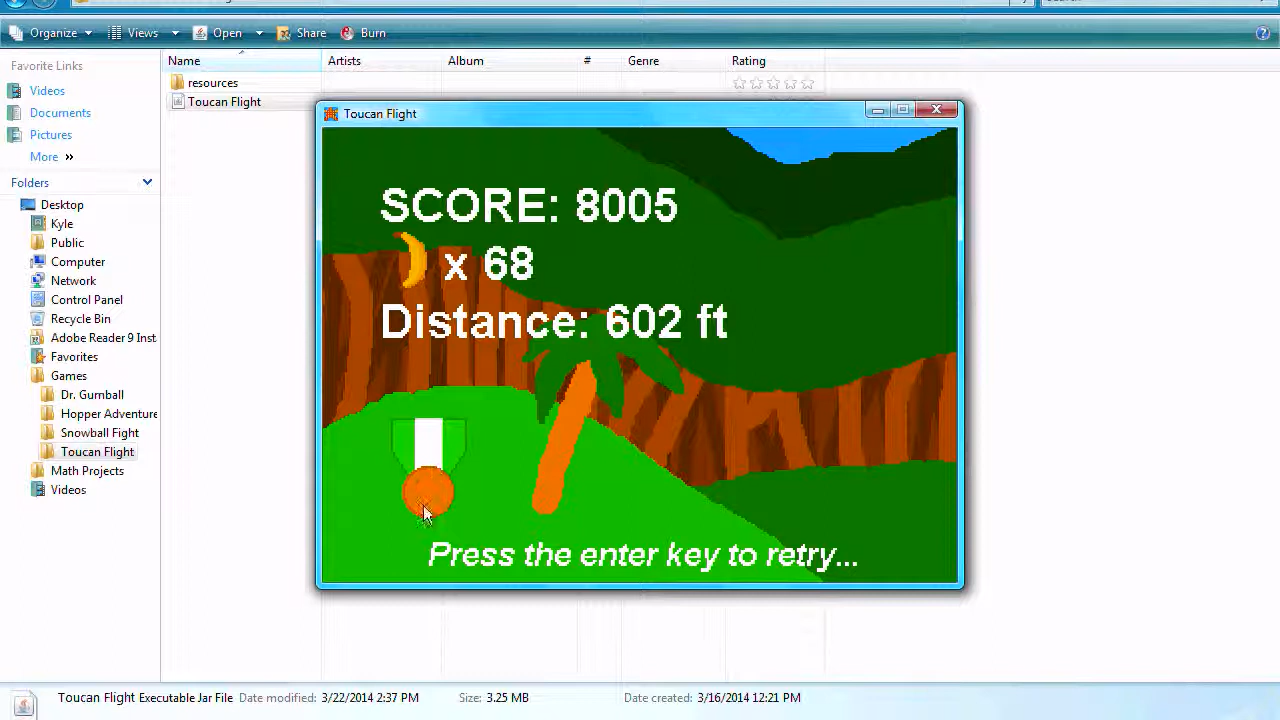 Organize Views Open Share Burn
Favorite Links
Videos
Documents
Pictures
More »
Folders
Desktop
Kyle
Public
Computer
Network
Control Panel
Recycle Bin
Adobe Reader 9 Inst
Favorites
Games
Dr. Gumball
Hopper Adventure
Snowball Fight
Toucan Flight
Math Projects
Videos
Name Artists Album # Genre Rating
resources
Toucan Flight
Toucan Flight
SCORE: 8005
x 68
Distance: 602 ft
Press the enter key to retry...
Toucan Flight Executable Jar File Date modified: 3/22/2014 2:37 PM Size: 3.25 MB Date created: 3/16/2014 12:21 PM